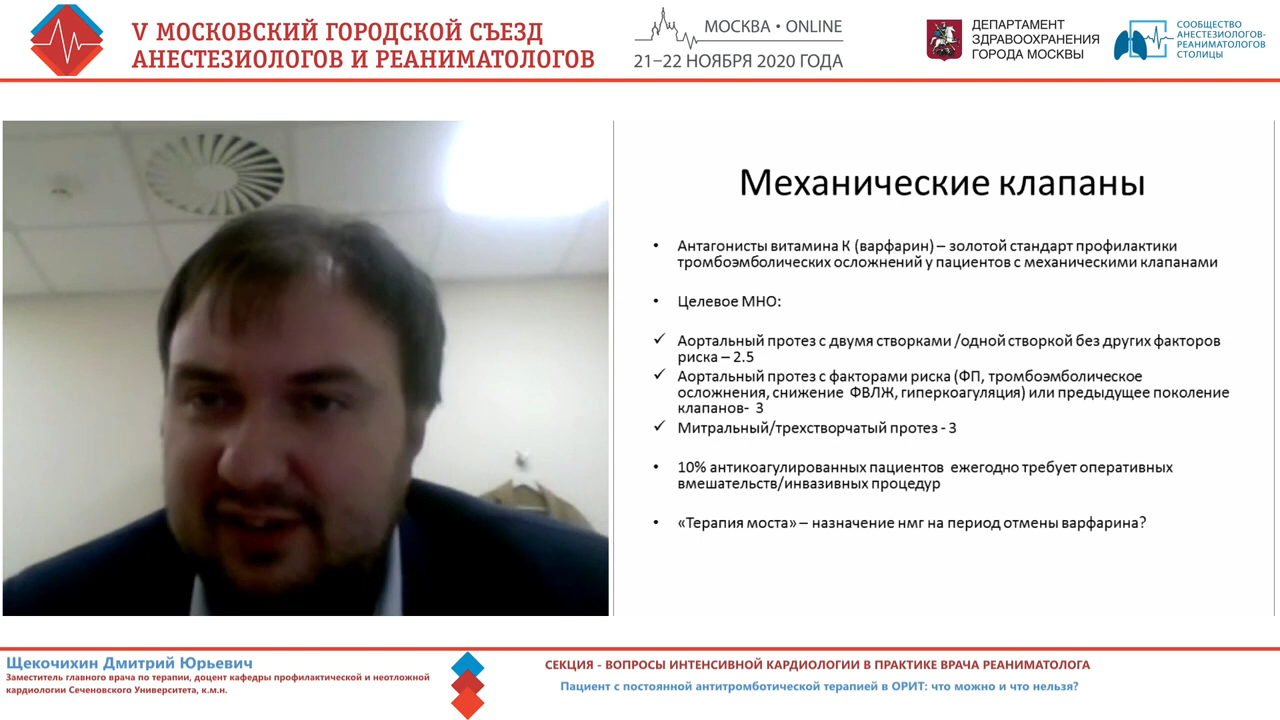 V МОСКОВСКИЙ ГОРОДСКОЙ СЪЕЗД
АНЕСТЕЗИОЛОГОВ И РЕАНИМАТОЛОГОВ
МОСКВА • ONLINE
21–22 НОЯБРЯ 2020 ГОДА
ДЕПАРТАМЕНТ
ЗДРАВООХРАНЕНИЯ
ГОРОДА МОСКВЫ
СООБЩЕСТВО
АНЕСТЕЗИОЛОГОВ-
РЕАНИМАТОЛОГОВ
СТОЛИЦЫ
Механические клапаны
• Антагонисты витамина К (варфарин) – золотой стандарт профилактики
тромбоэмболических осложнений у пациентов с механическими клапанами
• Целевое МНО:
✓ Аортальный протез с двумя створками /одной створкой без других факторов
риска – 2.5
✓ Аортальный протез с факторами риска (ФП, тромбоэмболическое
осложнения, снижение ФВЛЖ, гиперкоагуляция) или предыдущее поколение
клапанов- 3
✓ Митральный/трехстворчатый протез - 3
• 10% антикоагулированных пациентов ежегодно требует оперативных
вмешательств/инвазивных процедур
• «Терапия моста» – назначение нмг на период отмены варфарина?
Щекочихин Дмитрий Юрьевич
Заместитель главного врача по терапии, доцент кафедры профилактической и неотложной
кардиологии Сеченовского Университета, к.м.н.
СЕКЦИЯ - ВОПРОСЫ ИНТЕНСИВНОЙ КАРДИОЛОГИИ В ПРАКТИКЕ ВРАЧА РЕАНИМАТОЛОГА
Пациент с постоянной антитромботической терапией в ОРИТ: что можно и что нельзя?